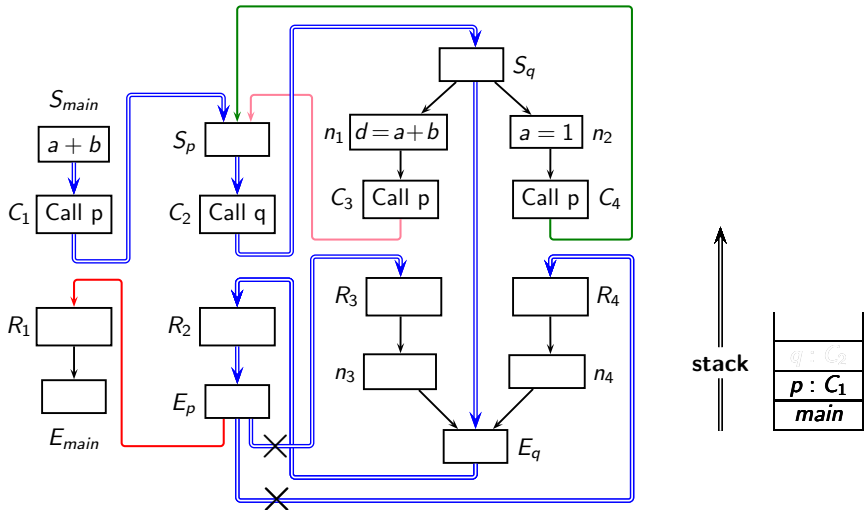 S_q
S_main
a + b
S_p
n_1 d = a + b
a = 1 n_2
C_1 Call p
C_2 Call q
C_3 Call p
Call p C_4
R_1
R_2
R_3
R_4
q : C_2
stack
n_3
n_4
p : C_1
E_p
main
E_main
E_q